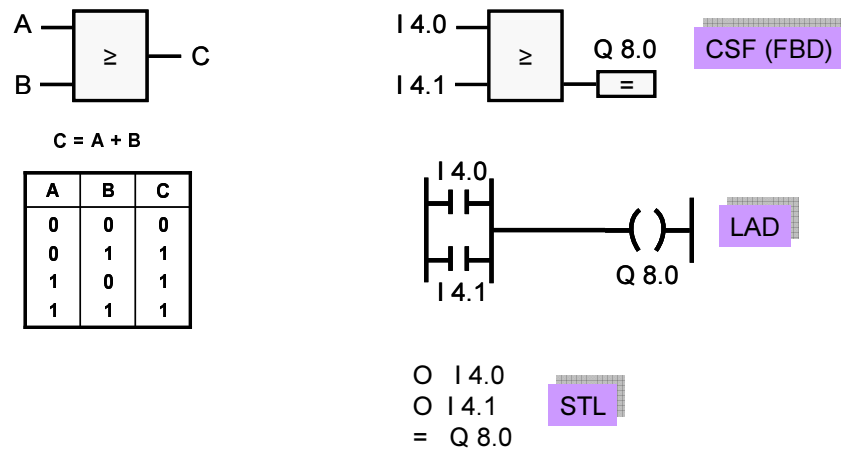 A
B
≥
C
C = A + B
A B C
0 0 0
0 1 1
1 0 1
1 1 1
I 4.0
I 4.1
≥
Q 8.0
=
CSF (FBD)
I 4.0
I 4.1
Q 8.0
LAD
O I 4.0
O I 4.1
= Q 8.0
STL